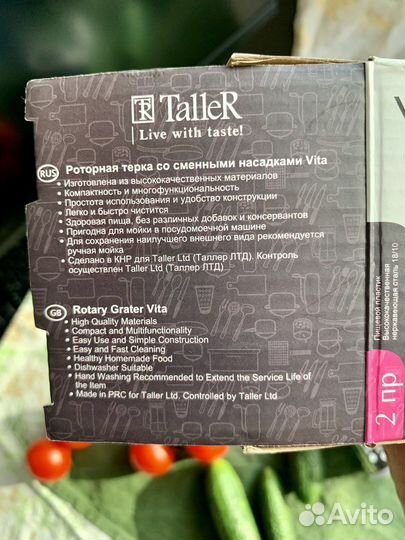 TR TalleR
Live with taste!
RUS Роторная терка со сменными насадками Vita
• Изготовлена из высококачественных материалов
• Компактность и многофункциональность
• Простота использования и удобство конструкции
• Легко и быстро чистится
• Здоровая пища, без различных добавок и консервантов
• Пригодна для мойки в посудомоечной машине
• Для сохранения наилучшего внешнего вида рекомендуется
ручная мойка
• Сделано в КНР для Taller Ltd (Таллер ЛТД). Контроль
осуществлен Taller Ltd (Таллер ЛТД)
GB Rotary Grater Vita
• High Quality Materials
• Compact and Multifunctionality
• Easy Use and Simple Construction
• Easy and Fast Cleaning
• Healthy Homemade Food
• Dishwasher Suitable
• Hand Washing Recommended to Extend the Service Life of
the Item
• Made in PRC for Taller Ltd. Controlled by Taller Ltd
V
Пищевой пластик
Высококачественная
нержавеющая сталь 18/10
2 пр
Avito